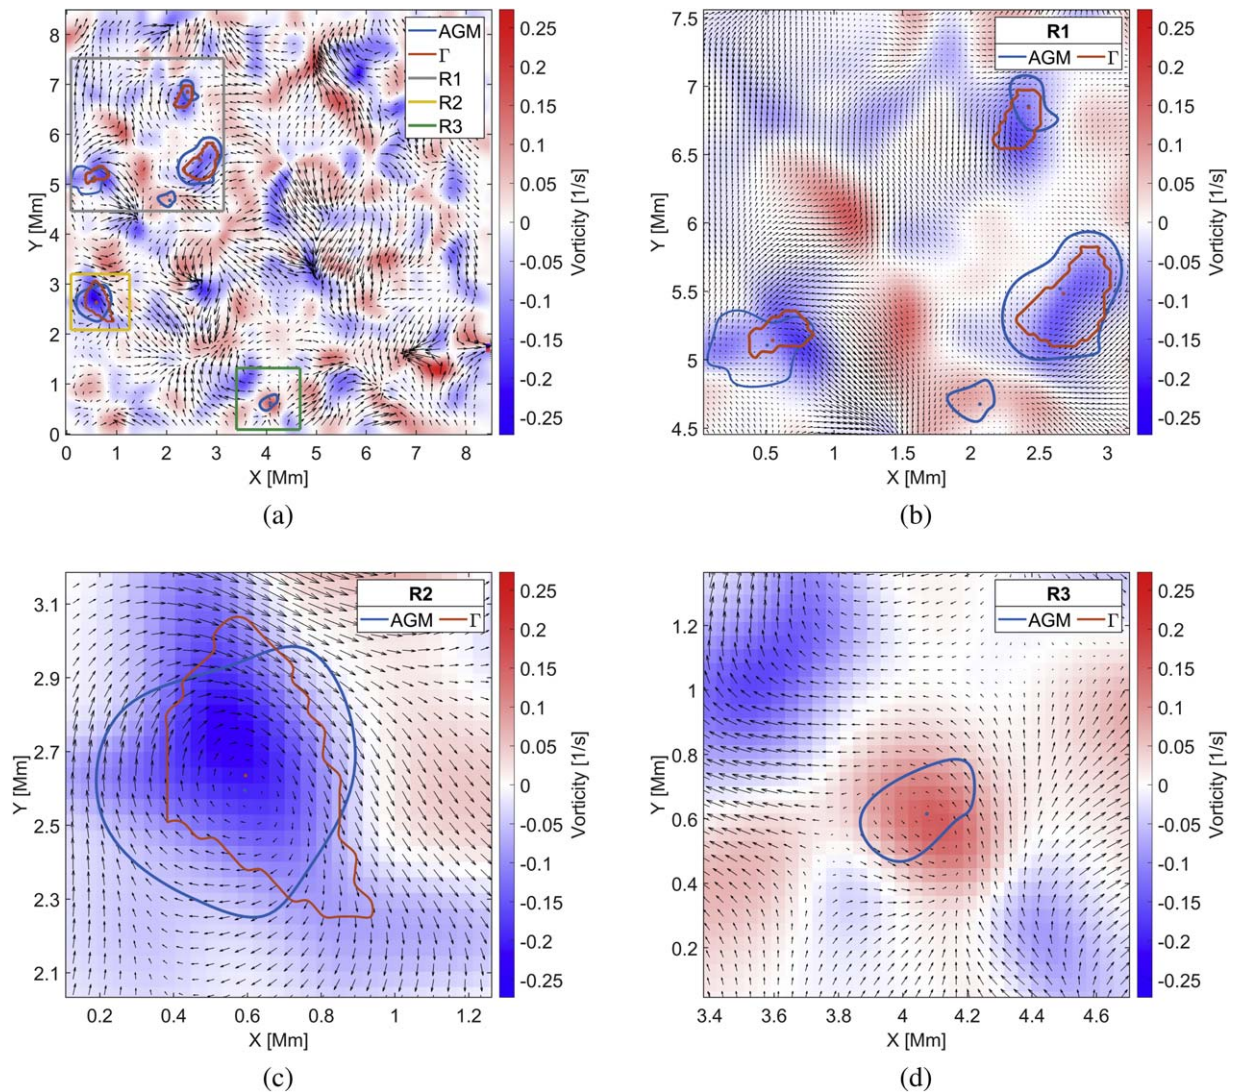 8
7
6
5
4
3
2
1
0
Y [Mm]
0 1 2 3 4 5 6 7 8
X [Mm]
AGM
Γ
R1
R2
R3
0.25
0.2
0.15
0.1
0.05
0
-0.05
-0.1
-0.15
-0.2
-0.25
Vorticity [1/s]
(a)
7.5
7
6.5
6
5.5
5
4.5
Y [Mm]
0.5 1 1.5 2 2.5 3
X [Mm]
R1
AGM Γ
0.25
0.2
0.15
0.1
0.05
0
-0.05
-0.1
-0.15
-0.2
-0.25
Vorticity [1/s]
(b)
3.1
2.9
2.7
2.5
2.3
2.1
Y [Mm]
0.2 0.4 0.6 0.8 1 1.2
X [Mm]
R2
AGM Γ
0.25
0.2
0.15
0.1
0.05
0
-0.05
-0.1
-0.15
-0.2
-0.25
Vorticity [1/s]
(c)
1.2
1
0.8
0.6
0.4
0.2
Y [Mm]
3.4 3.6 3.8 4 4.2 4.4 4.6
X [Mm]
R3
AGM Γ
0.25
0.2
0.15
0.1
0.05
0
-0.05
-0.1
-0.15
-0.2
-0.25
Vorticity [1/s]
(d)